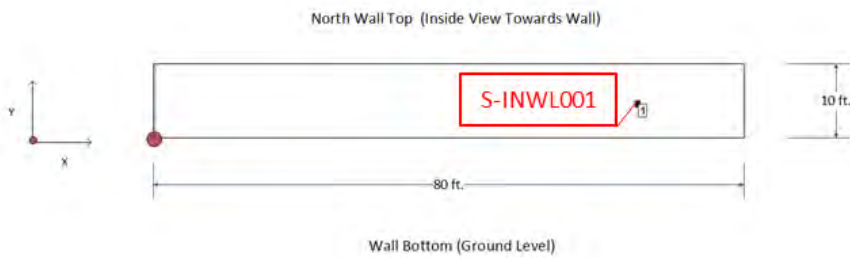 North Wall Top (Inside View Towards Wall)
S-INWL001
1
10 ft.
Y
X
80 ft.
Wall Bottom (Ground Level)